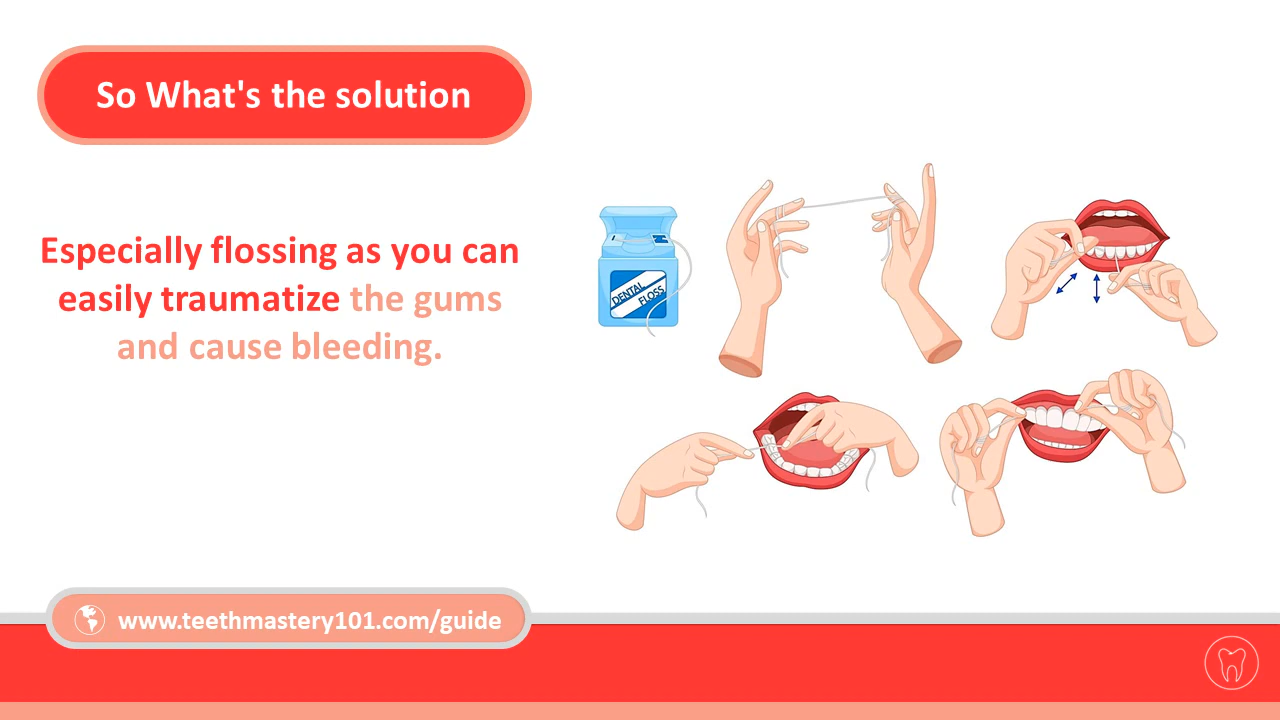 So What's the solution
Especially flossing as you can
easily traumatize the gums
and cause bleeding.
DENTAL
FLOSS
www.teethmastery101.com/guide